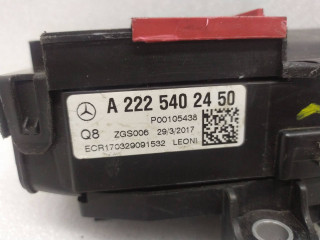 A 222 540 24 50
P00105438
Q8 ZGS006 29/3/2017
ECR170329091532 LEONI